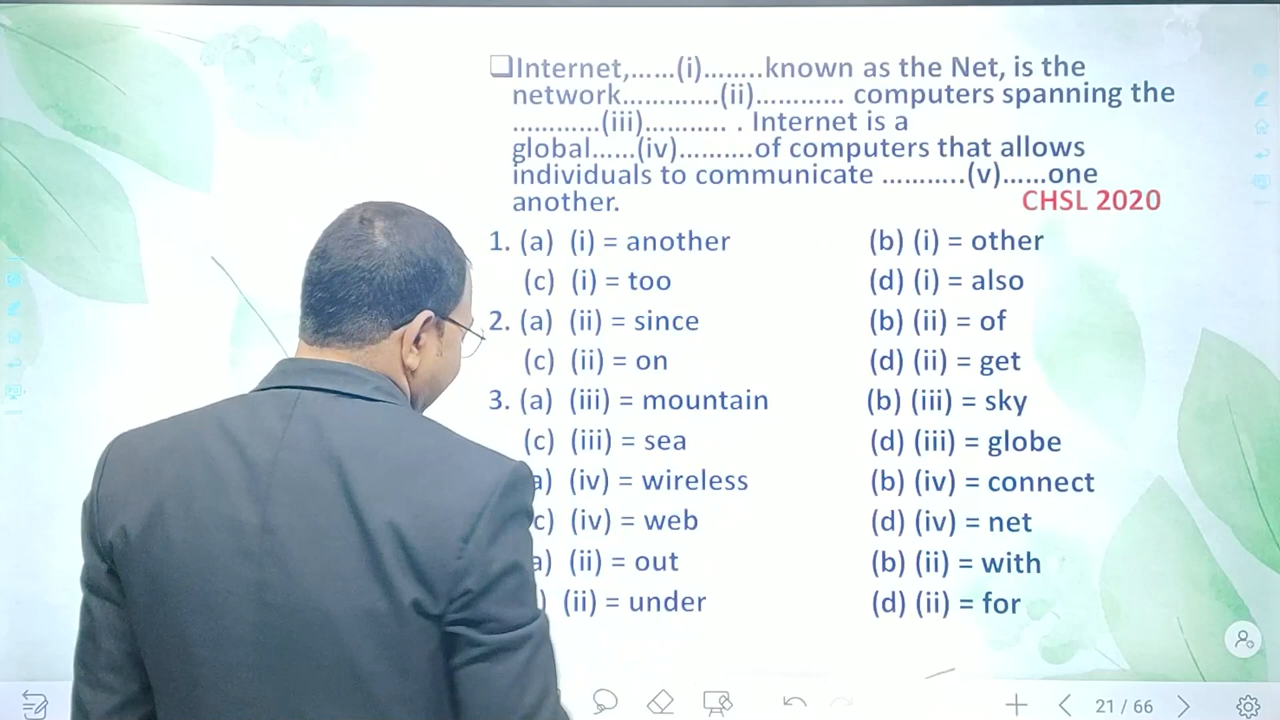 ❑Internet,......(i)........known as the Net, is the
network.............(ii)............ computers spanning the
............(iii)........... . Internet is a
global......(iv)..........of computers that allows
individuals to communicate ...........(v)......one
another. CHSL 2020
1. (a) (i) = another (b) (i) = other
(c) (i) = too (d) (i) = also
2. (a) (ii) = since (b) (ii) = of
(c) (ii) = on (d) (ii) = get
3. (a) (iii) = mountain (b) (iii) = sky
(c) (iii) = sea (d) (iii) = globe
a) (iv) = wireless (b) (iv) = connect
c) (iv) = web (d) (iv) = net
a) (ii) = out (b) (ii) = with
) (ii) = under (d) (ii) = for
21 / 66